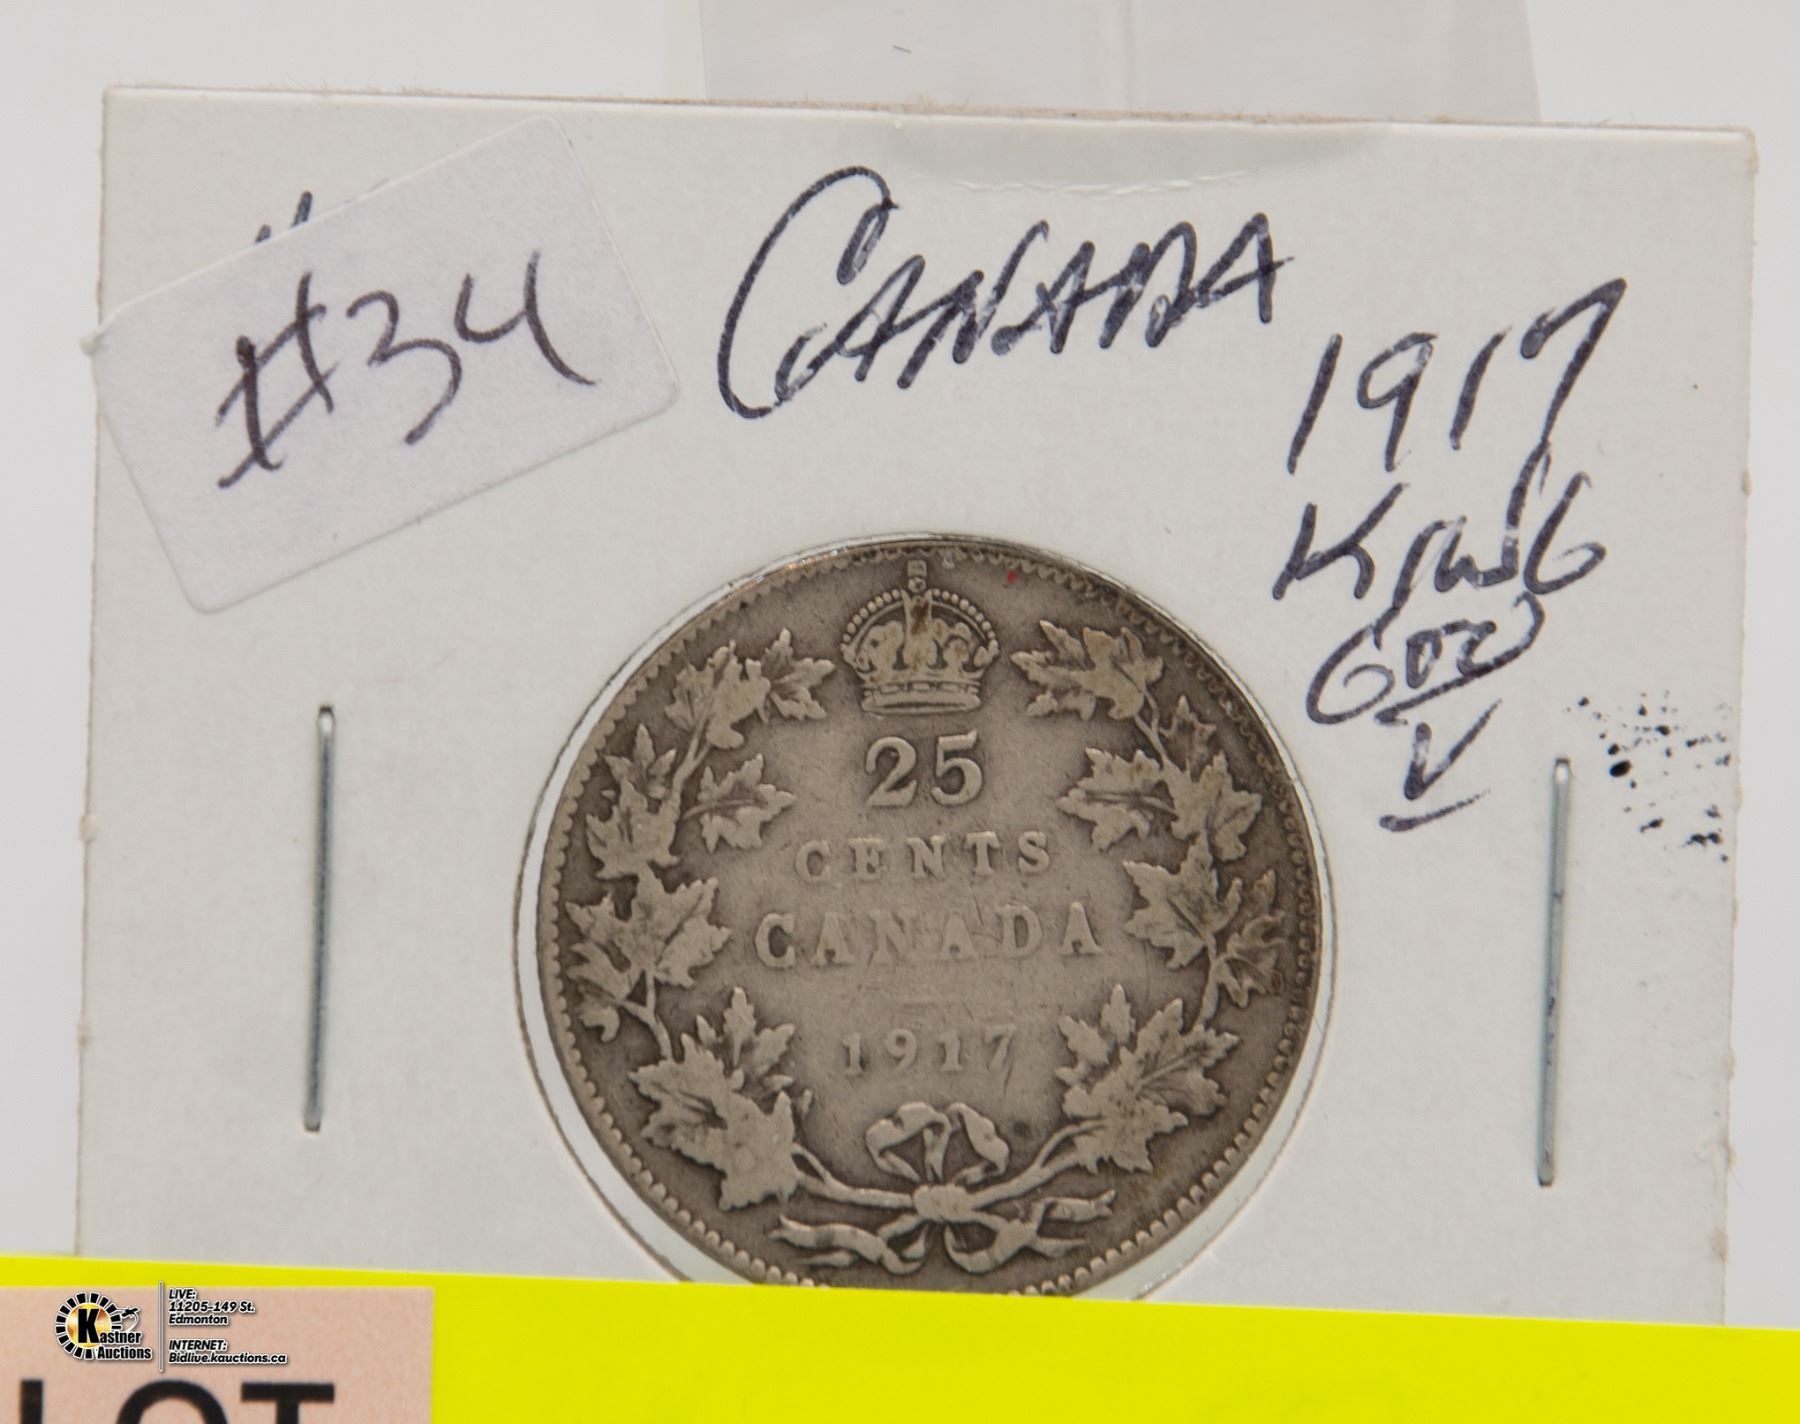 #34
CANADA
1917
KING
GEO
V
25
CENTS
CANADA
1917
Kastner
Auctions
LIVE:
11205-149 St.
Edmonton
INTERNET:
Bidlive.kauctions.ca
LOT